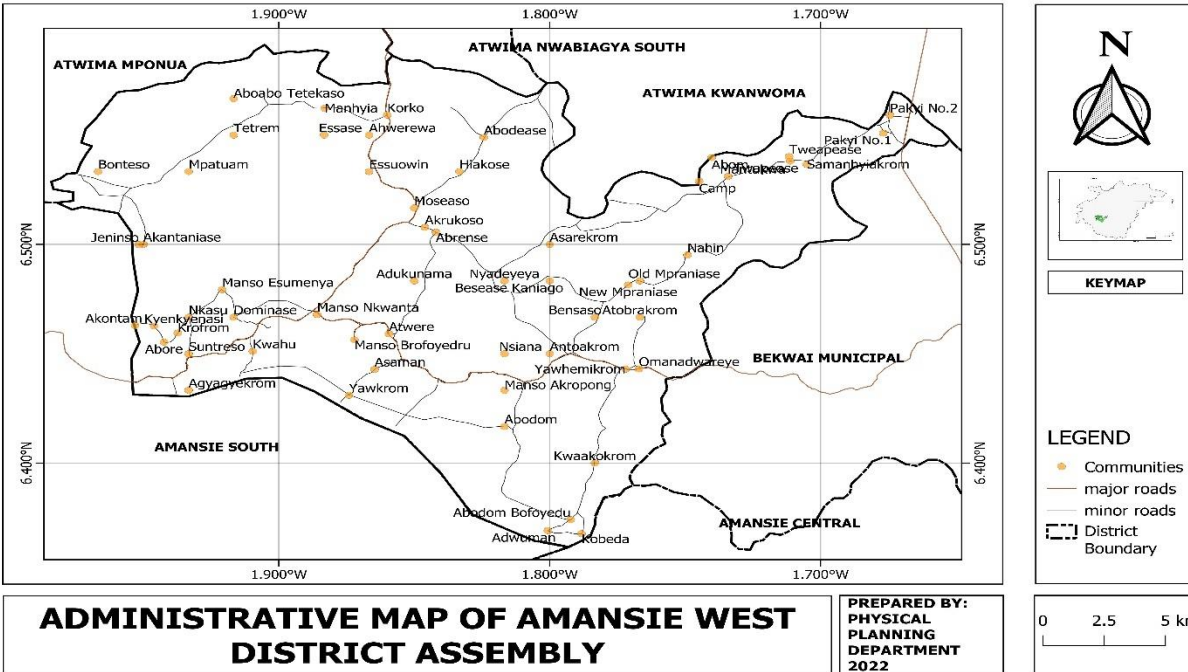 1.900°W 1.800°W 1.700°W
ATWIMA NWABIAGYA SOUTH
ATWIMA MPONUA
ATWIMA KWANWOMA
Aboabo Tetekaso
Manhyia Korko
Pakyi No.2
Tetrem Essase Ahwerewa Abodease
Pakyi No.1
Tweapease
Bonteso Mpatuam Essuowin Hiakose
Abom Samanhyiakrom
Camp
Moseaso
Akrukoso
Jeninso Akantaniase Abrense Asarekrom
Nahin
Adukunama Nyadeyeya Old Mpraniase
Manso Esumenya Besease Kaniago
New Mpraniase
Nkasu Dominase Manso Nkwanta Bensaso Atobrakrom
Akontam Kyenkyenasi
Krofrom Atwere
Abore Suntreso Kwahu Manso Brofoyedru Nsiana Antoakrom
Asaman Yawhemikrom Omanadwareye
BEKWAI MUNICIPAL
Agyagyekrom Yawkrom Manso Akropong
Abodom
AMANSIE SOUTH
Kwaakokrom
Abodom Bofoyedu
AMANSIE CENTRAL
Adwuman Kobeda
6.500°N 6.500°N
6.400°N 6.400°N
1.900°W 1.800°W 1.700°W
N
KEYMAP
LEGEND
Communities
major roads
minor roads
District
Boundary
ADMINISTRATIVE MAP OF AMANSIE WEST
DISTRICT ASSEMBLY
PREPARED BY:
PHYSICAL
PLANNING
DEPARTMENT
2022
0 2.5 5 km